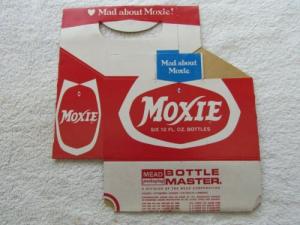 ♥ Mad about Moxie!
Mad about
Moxie
MOXIE
MOXIE
SIX 10 FL. OZ. BOTTLES
MEAD
packaging
BOTTLE
MASTER
A DIVISION OF THE MEAD CORPORATION